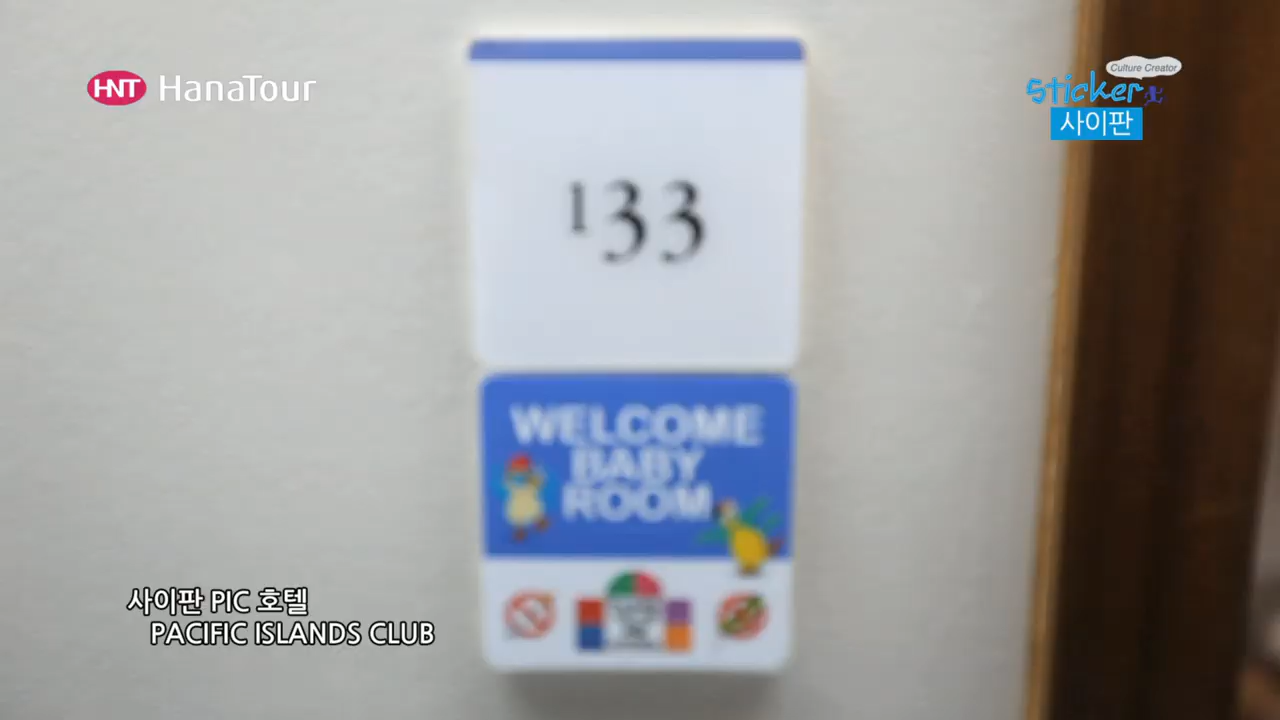 HNT HanaTour
Culture Creator
Sticker
사이판
133
WELCOME
BABY
ROOM
사이판 PIC 호텔
PACIFIC ISLANDS CLUB